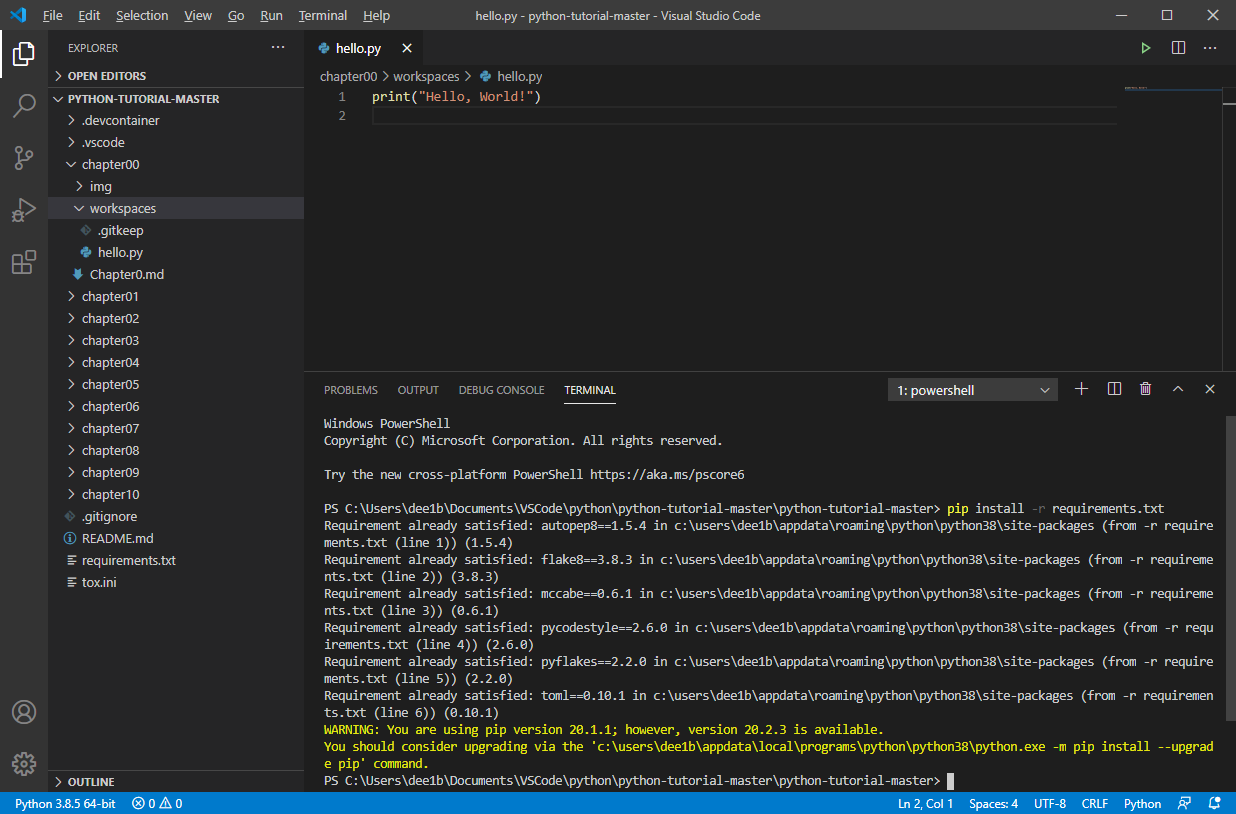 File Edit Selection View Go Run Terminal Help hello.py - python-tutorial-master - Visual Studio Code
EXPLORER
OPEN EDITORS
PYTHON-TUTORIAL-MASTER
.devcontainer
.vscode
chapter00
img
workspaces
.gitkeep
hello.py
Chapter0.md
chapter01
chapter02
chapter03
chapter04
chapter05
chapter06
chapter07
chapter08
chapter09
chapter10
.gitignore
README.md
requirements.txt
tox.ini
OUTLINE
hello.py
chapter00 > workspaces > hello.py
1 print("Hello, World!")
2
PROBLEMS OUTPUT DEBUG CONSOLE TERMINAL 1: powershell
Windows PowerShell
Copyright (C) Microsoft Corporation. All rights reserved.
Try the new cross-platform PowerShell https://aka.ms/pscore6
PS C:\Users\dee1b\Documents\VSCode\python\python-tutorial-master\python-tutorial-master> pip install -r requirements.txt
Requirement already satisfied: autopep8==1.5.4 in c:\users\dee1b\appdata\roaming\python\python38\site-packages (from -r require
ments.txt (line 1)) (1.5.4)
Requirement already satisfied: flake8==3.8.3 in c:\users\dee1b\appdata\roaming\python\python38\site-packages (from -r requireme
nts.txt (line 2)) (3.8.3)
Requirement already satisfied: mccabe==0.6.1 in c:\users\dee1b\appdata\roaming\python\python38\site-packages (from -r requireme
nts.txt (line 3)) (0.6.1)
Requirement already satisfied: pycodestyle==2.6.0 in c:\users\dee1b\appdata\roaming\python\python38\site-packages (from -r requ
irements.txt (line 4)) (2.6.0)
Requirement already satisfied: pyflakes==2.2.0 in c:\users\dee1b\appdata\roaming\python\python38\site-packages (from -r require
ments.txt (line 5)) (2.2.0)
Requirement already satisfied: toml==0.10.1 in c:\users\dee1b\appdata\roaming\python\python38\site-packages (from -r requiremen
ts.txt (line 6)) (0.10.1)
WARNING: You are using pip version 20.1.1; however, version 20.2.3 is available.
You should consider upgrading via the 'c:\users\dee1b\appdata\local\programs\python\python38\python.exe -m pip install --upgrad
e pip' command.
PS C:\Users\dee1b\Documents\VSCode\python\python-tutorial-master\python-tutorial-master>
Python 3.8.5 64-bit 0 0 Ln 2, Col 1 Spaces: 4 UTF-8 CRLF Python